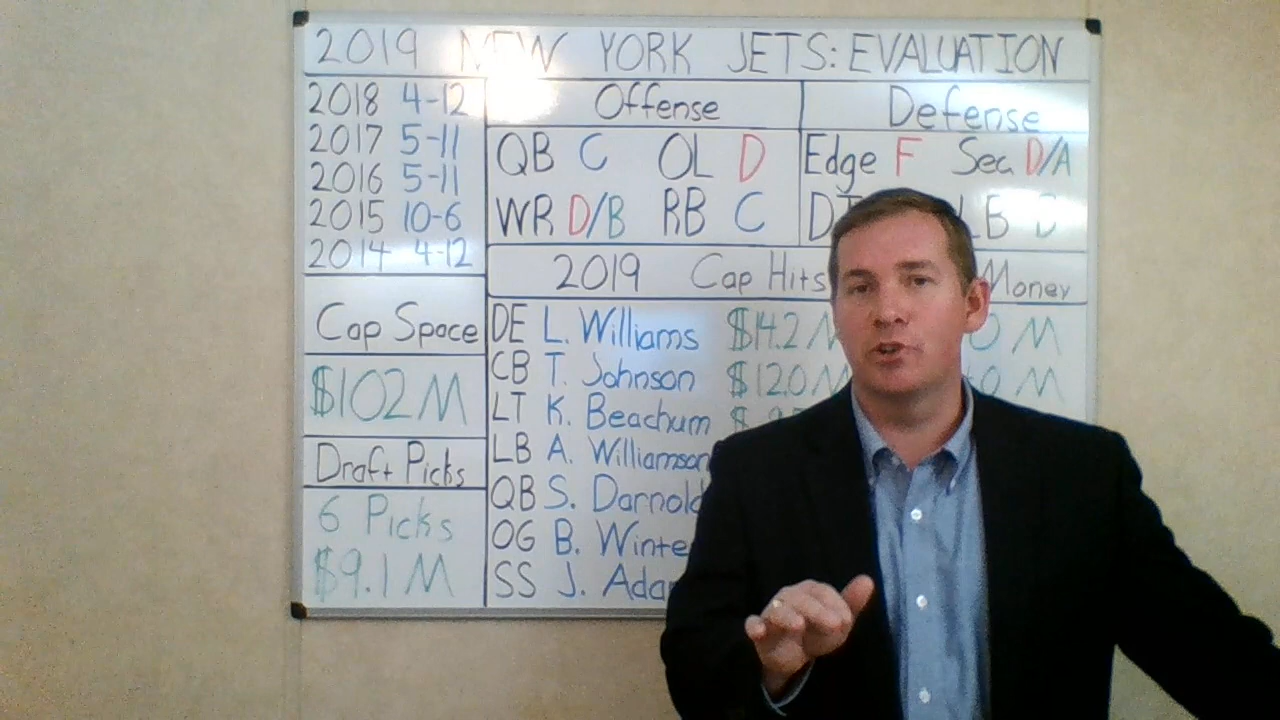 2019 NEW YORK JETS: EVALUATION
2018 4-12
2017 5-11
2016 5-11
2015 10-6
2014 4-12
Cap Space
$102 M
Draft Picks
6 Picks
$9.1 M
Offense
QB C OL D
WR D/B RB C
Defense
Edge F Sec D/A
LB
2019 Cap Hits Money
DE L. Williams $14.2 M 0 M
CB T. Johnson $12.0 M 0 M
LT K. Beachum
LB A. Williamson
QB S. Darnold
OG B. Winte
SS J. Ada